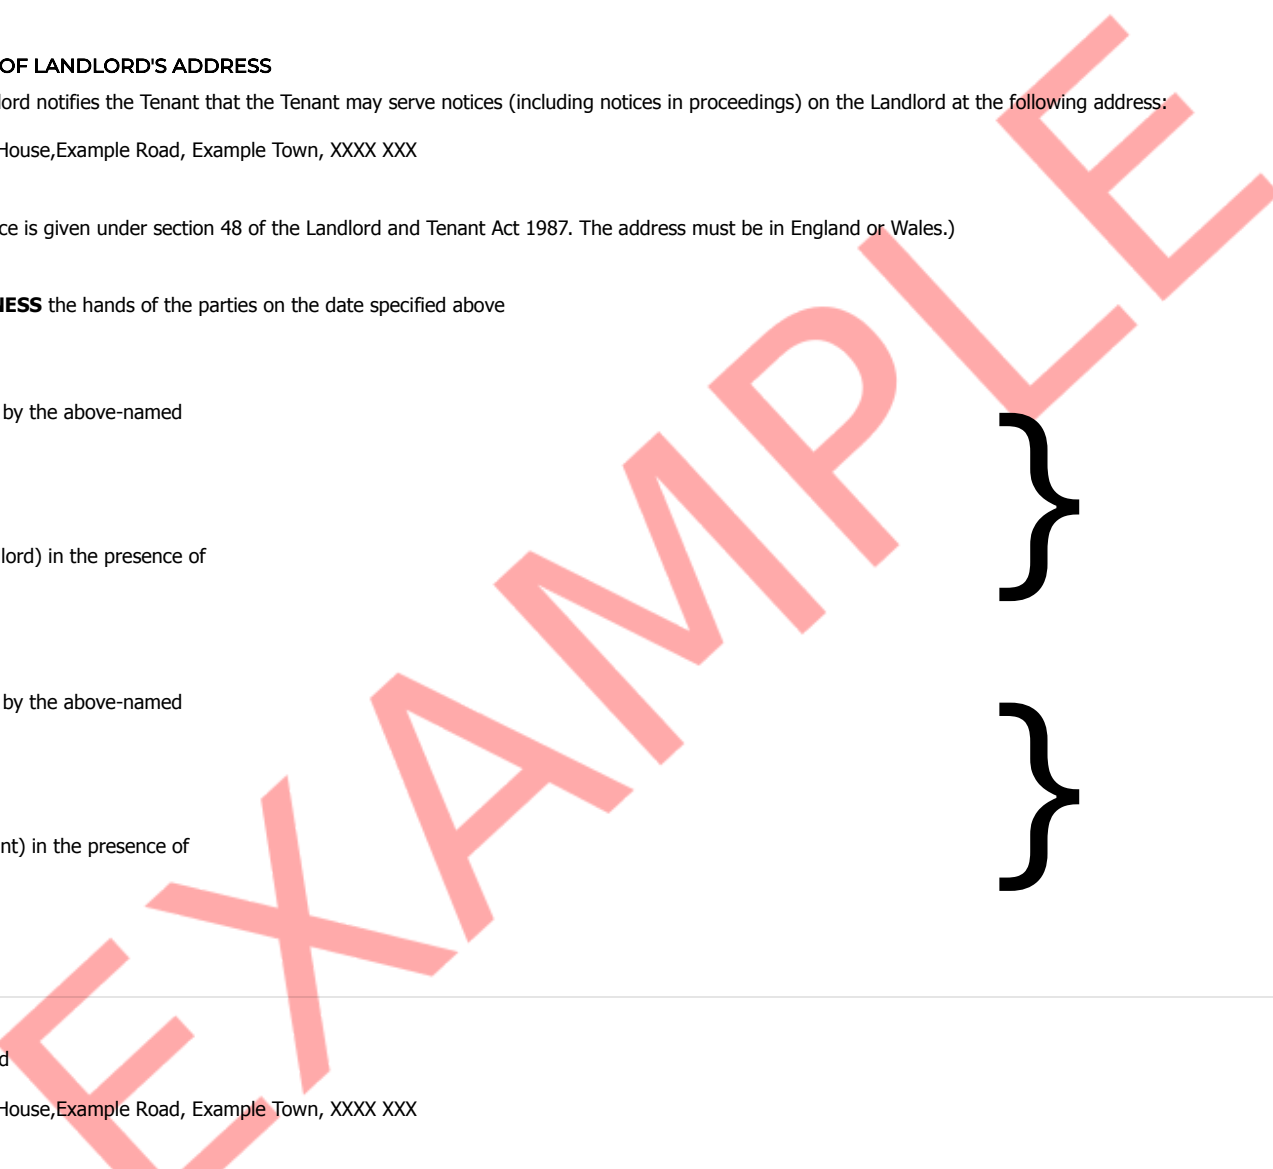 OF LANDLORD'S ADDRESS
lord notifies the Tenant that the Tenant may serve notices (including notices in proceedings) on the Landlord at the following address:
House,Example Road, Example Town, XXXX XXX
ce is given under section 48 of the Landlord and Tenant Act 1987. The address must be in England or Wales.)
NESS the hands of the parties on the date specified above
by the above-named
}
lord) in the presence of
by the above-named
}
nt) in the presence of
d
House,Example Road, Example Town, XXXX XXX
EXAMPLE